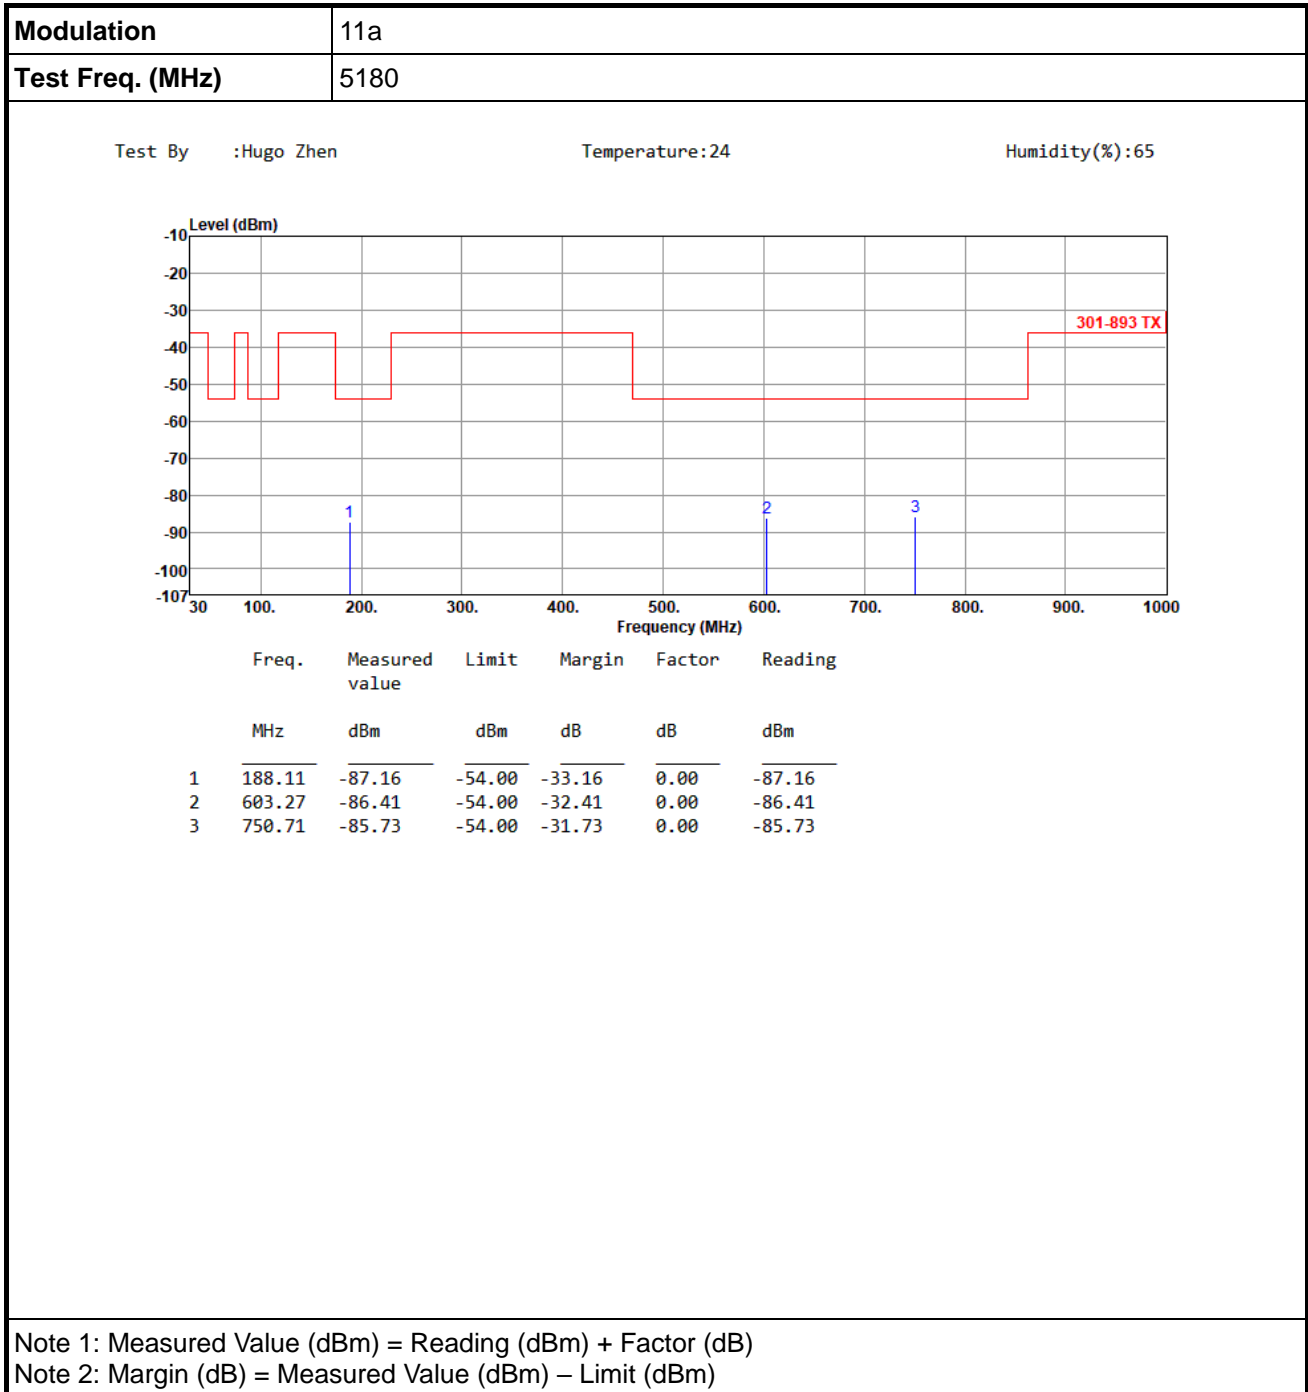 Modulation 11a
Test Freq. (MHz) 5180
Test By :Hugo Zhen Temperature:24 Humidity(%):65
Level (dBm)
-10
-20
-30
301-893 TX
-40
-50
-60
-70
-80
1 2 3
-90
-100
-107
30 100. 200. 300. 400. 500. 600. 700. 800. 900. 1000
Frequency (MHz)
Freq. Measured Limit Margin Factor Reading
value
MHz dBm dBm dB dB dBm
1 188.11 -87.16 -54.00 -33.16 0.00 -87.16
2 603.27 -86.41 -54.00 -32.41 0.00 -86.41
3 750.71 -85.73 -54.00 -31.73 0.00 -85.73
Note 1: Measured Value (dBm) = Reading (dBm) + Factor (dB)
Note 2: Margin (dB) = Measured Value (dBm) – Limit (dBm)